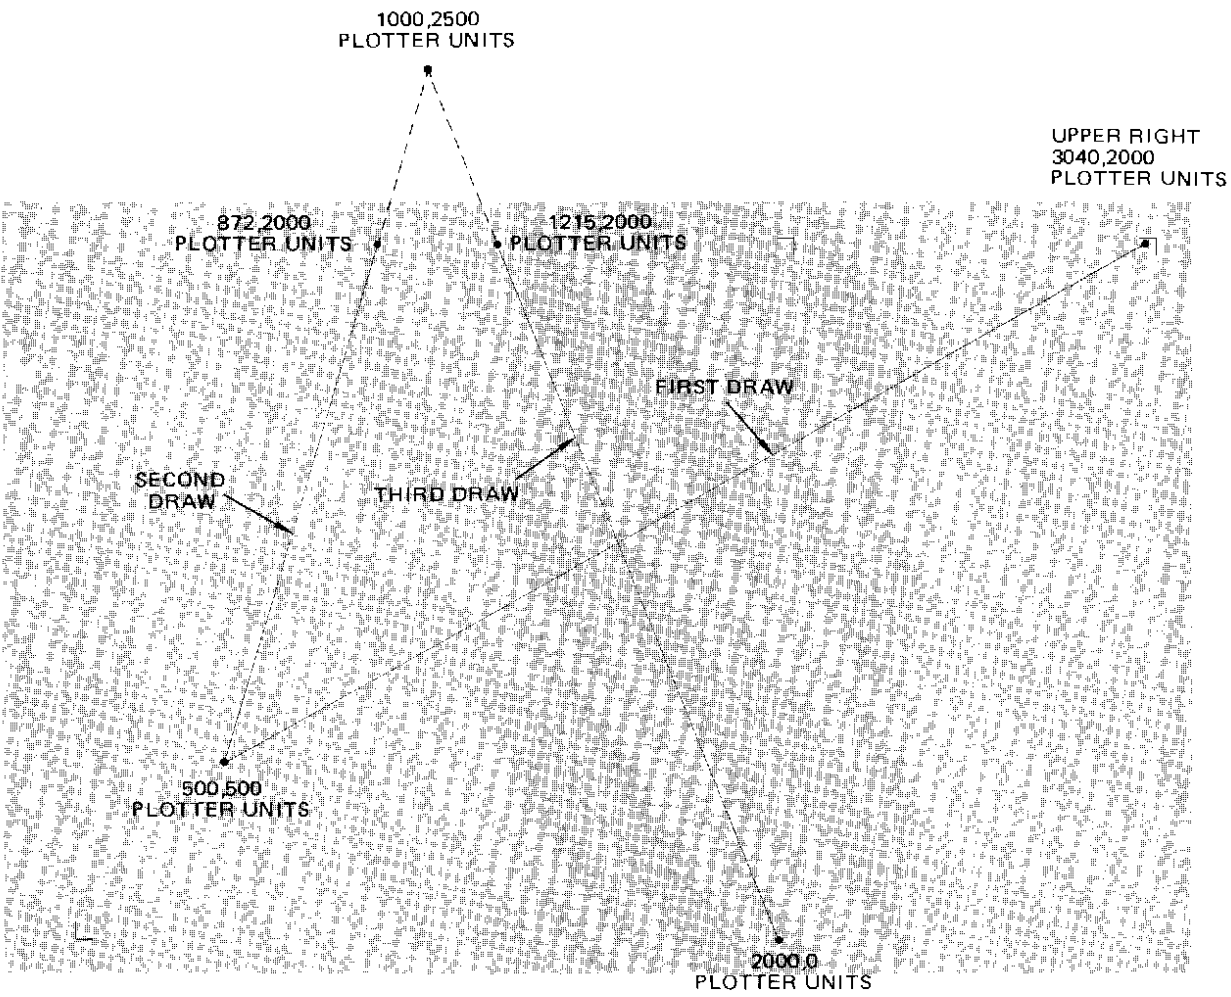 1000,2500
PLOTTER UNITS
UPPER RIGHT
3040,2000
PLOTTER UNITS
872,2000
PLOTTER UNITS
1215,2000
PLOTTER UNITS
FIRST DRAW
SECOND
DRAW
THIRD DRAW
500,500
PLOTTER UNITS
2000,0
PLOTTER UNITS